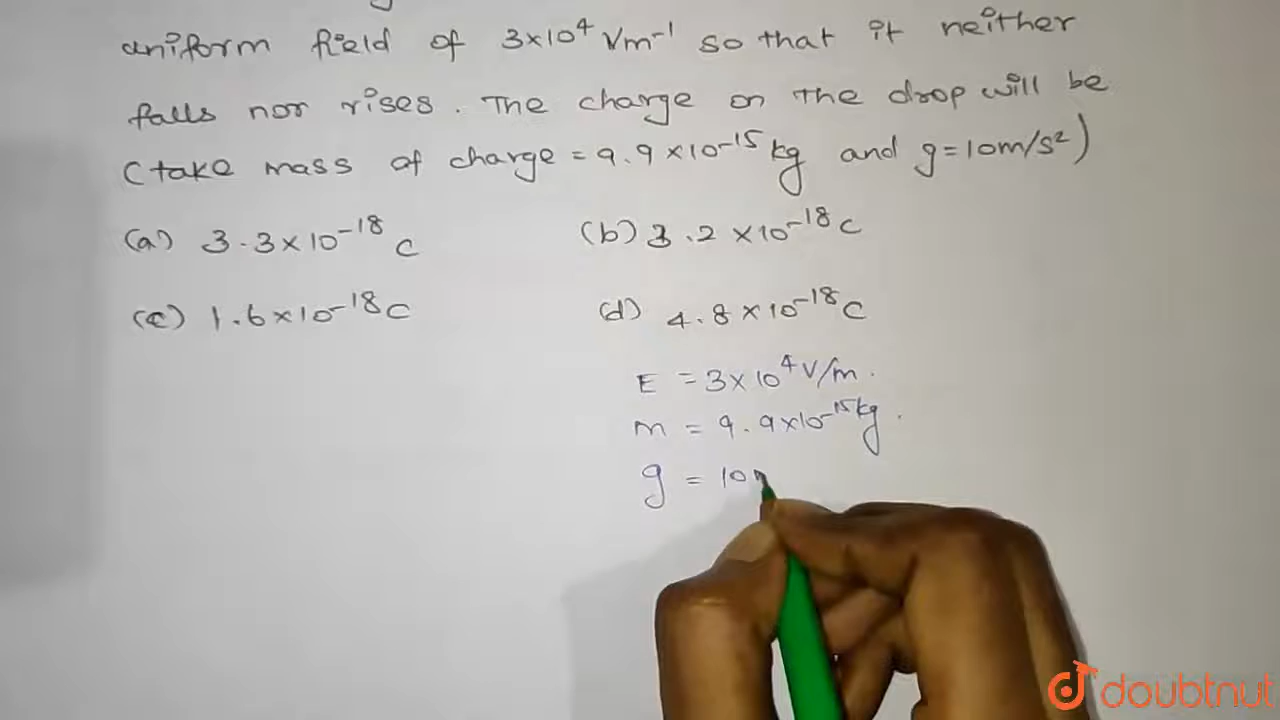 uniform field of 3×10⁴ Vm⁻¹ so that it neither
falls nor rises. The charge on the drop will be
(take mass of charge = 9.9×10⁻¹⁵ kg and g=10m/s²)
(a) 3.3×10⁻¹⁸ C
(b) 3.2×10⁻¹⁸ C
(c) 1.6×10⁻¹⁸ C
(d) 4.8×10⁻¹⁸ C
E = 3×10⁴ V/m.
m = 9.9×10⁻¹⁵ kg.
g = 10
doubtnut